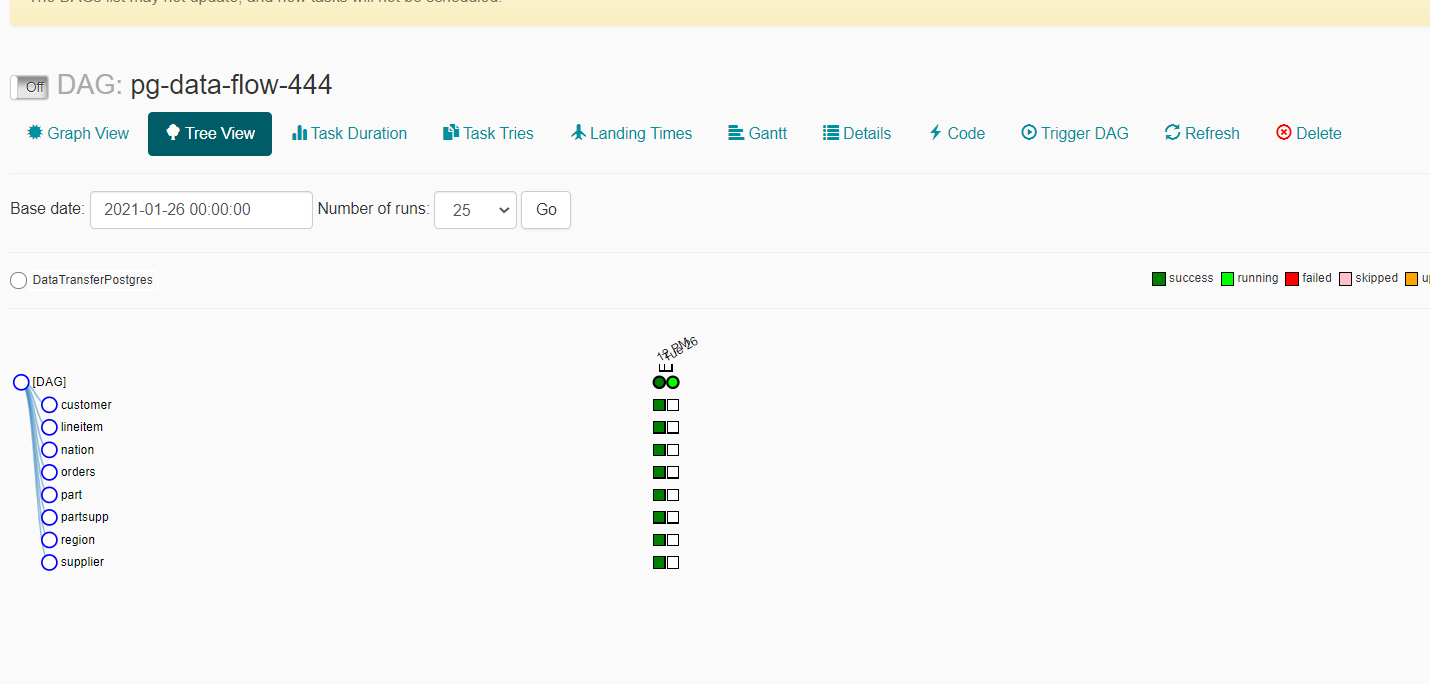 The DAGs list may not update, and new tasks will not be scheduled.
Off DAG: pg-data-flow-444
Graph View Tree View Task Duration Task Tries Landing Times Gantt Details Code Trigger DAG Refresh Delete
Base date: 2021-01-26 00:00:00 Number of runs: 25 Go
DataTransferPostgres success running failed skipped
12 PM
Tue 26
[DAG]
customer
lineitem
nation
orders
part
partsupp
region
supplier